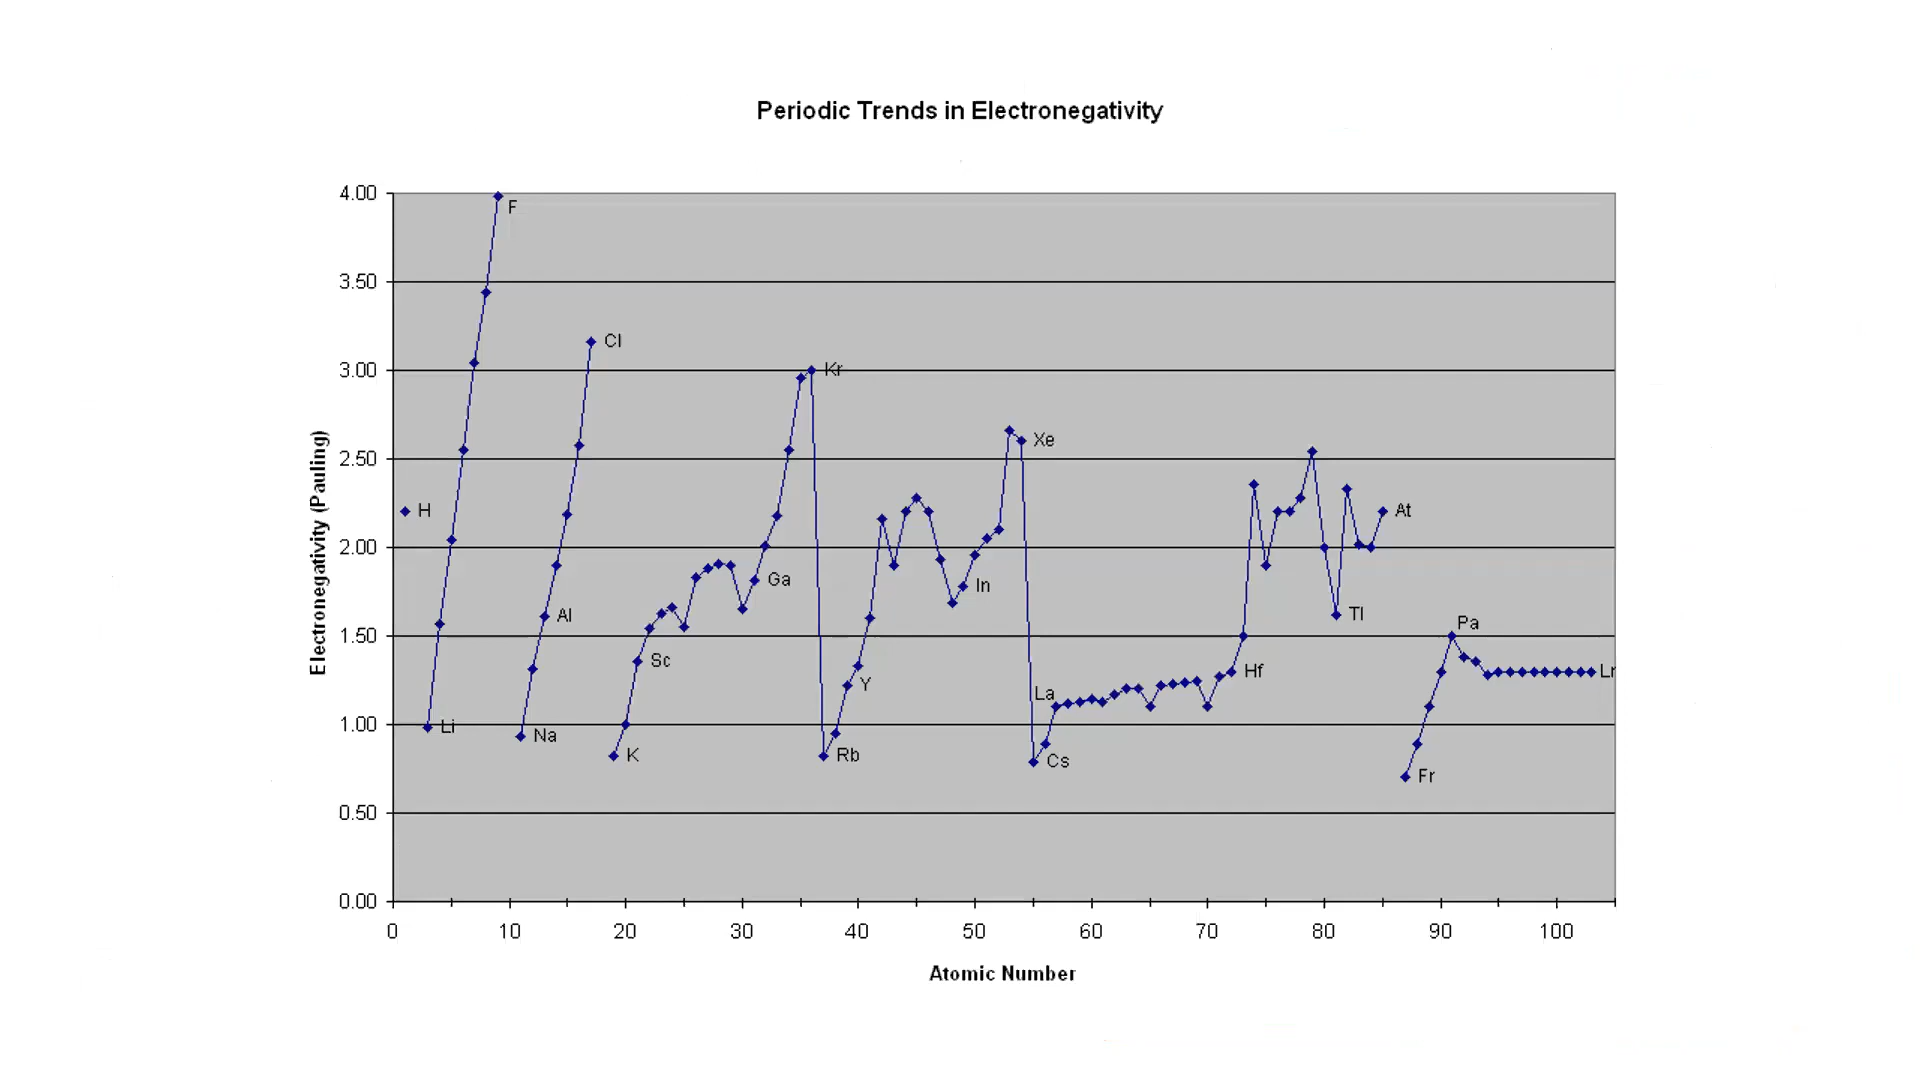 Periodic Trends in Electronegativity
4.00
3.50
3.00
2.50
2.00
1.50
1.00
0.50
0.00
Electronegativity (Pauling)
F
Cl
Kr
Xe
H
At
Ga
In
Al
Tl
Pa
Sc
Y
Hf
Lr
La
Li
Na
K
Rb
Cs
Fr
0 10 20 30 40 50 60 70 80 90 100
Atomic Number